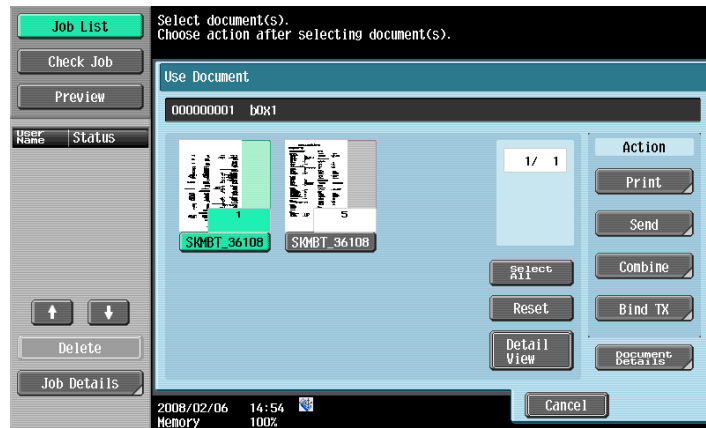 Job List
Check Job
Preview
User Name Status
Delete
Job Details
Select document(s).
Choose action after selecting document(s).
Use Document
000000001 b0x1
1
SKMBT_36108
5
SKMBT_36108
1/ 1
Select All
Reset
Detail View
Action
Print
Send
Combine
Bind TX
Document Details
Cancel
2008/02/06 14:54
Memory 100%